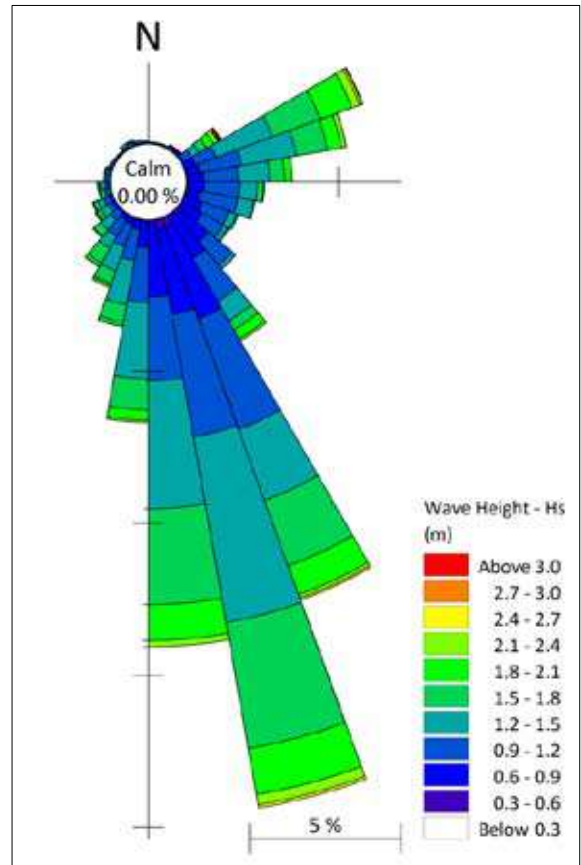 N
Calm
0.00 %
Wave Height - Hs
(m)
Above 3.0
2.7 - 3.0
2.4 - 2.7
2.1 - 2.4
1.8 - 2.1
1.5 - 1.8
1.2 - 1.5
0.9 - 1.2
0.6 - 0.9
0.3 - 0.6
Below 0.3
5 %